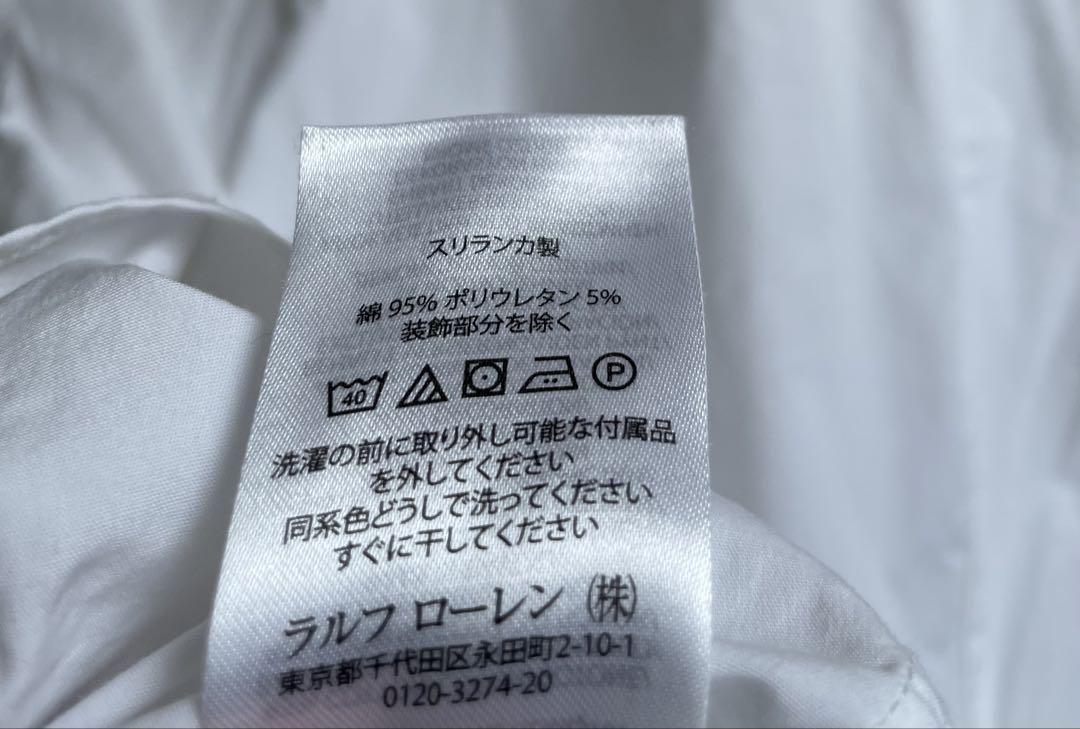 スリランカ製
綿 95% ポリウレタン 5%
装飾部分を除く
40 P
洗濯の前に取り外し可能な付属品
を外してください
同系色どうしで洗ってください
すぐに干してください
ラルフ ローレン ㈱
東京都千代田区永田町2-10-1
0120-3274-20